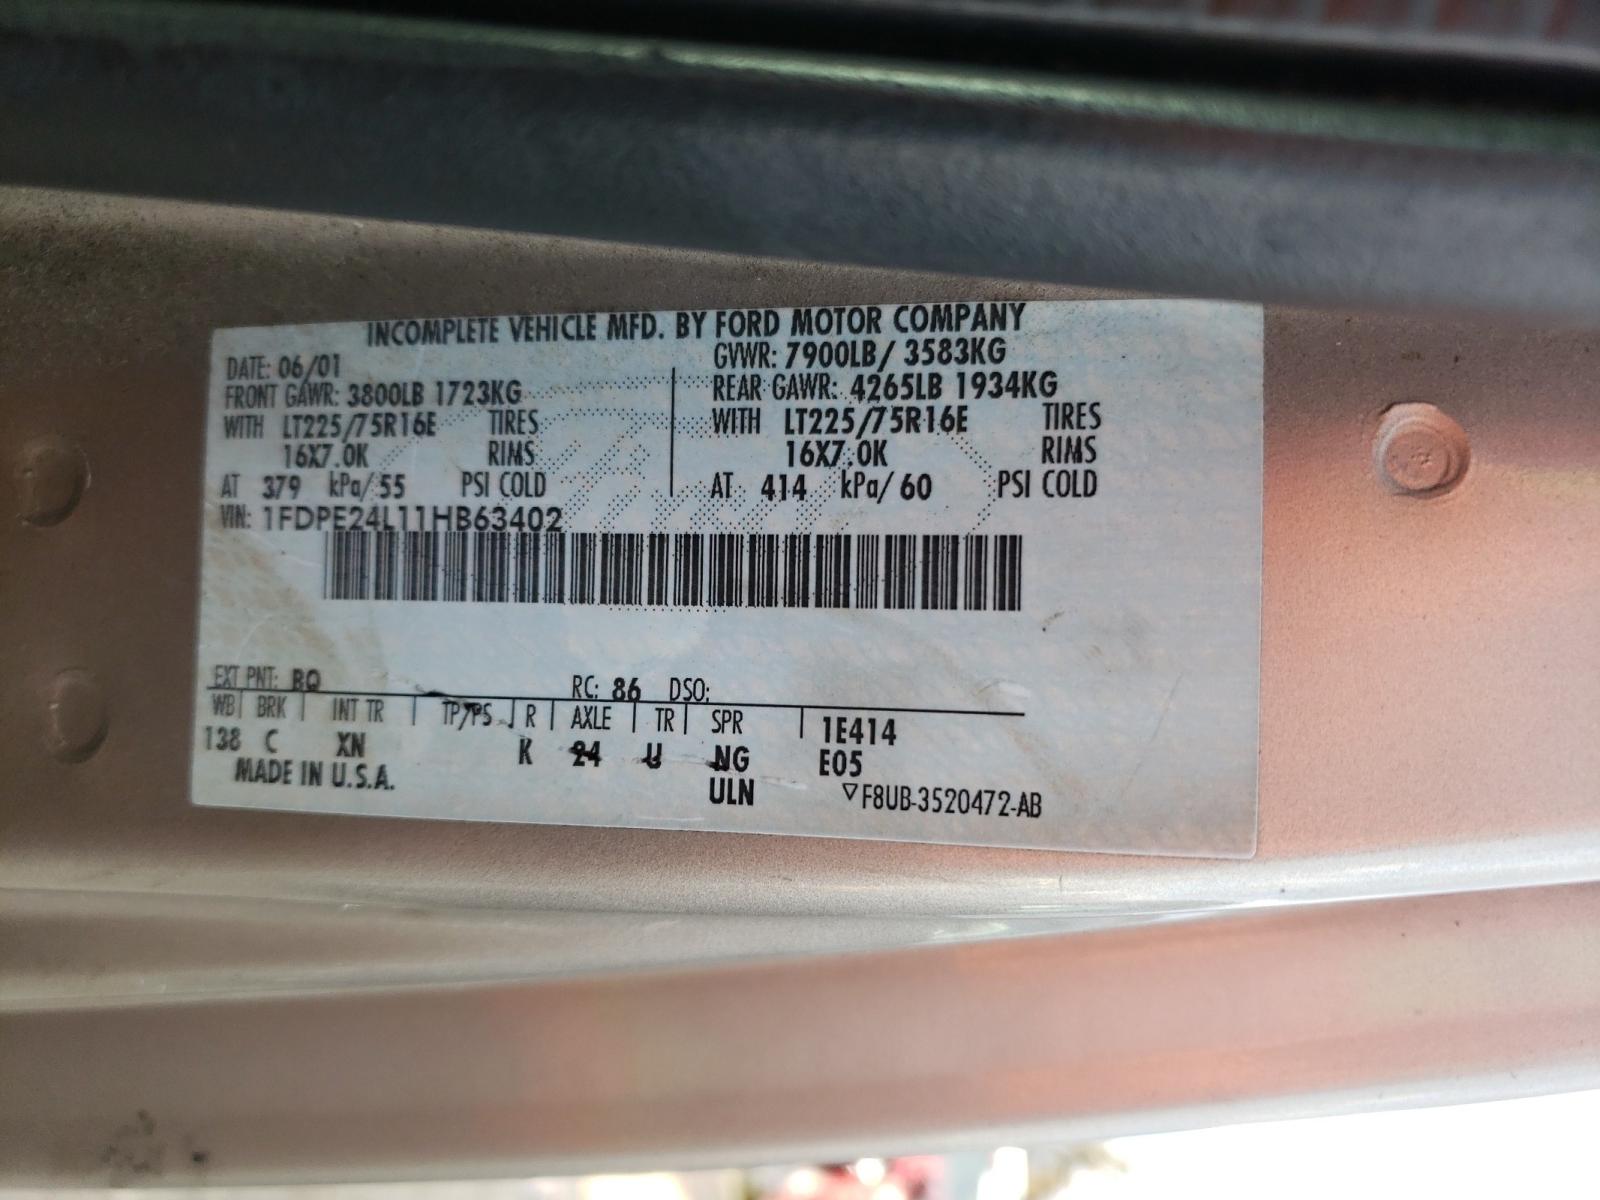 INCOMPLETE VEHICLE MFD. BY FORD MOTOR COMPANY
DATE: 06/01 GVWR: 7900LB/ 3583KG
FRONT GAWR: 3800LB 1723KG REAR GAWR: 4265LB 1934KG
WITH LT225/75R16E TIRES WITH LT225/75R16E TIRES
16X7.0K RIMS 16X7.0K RIMS
AT 379 kPa/ 55 PSI COLD AT 414 kPa/ 60 PSI COLD
VIN: 1FDPE24L11HB63402
EXT PNT: BQ RC: 86 DSO:
WB BRK INT TR TP/PS R AXLE TR SPR 1E414
138 C XN K 24 U NG E05
MADE IN U.S.A. ULN ▽F8UB-3520472-AB